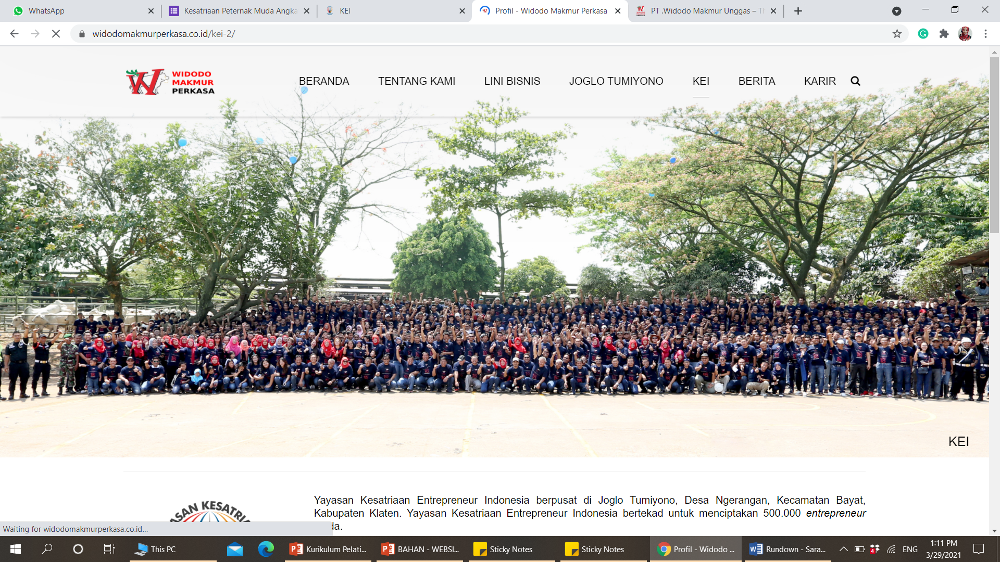 WhatsApp
Kesatriaan Peternak Muda Angka
KEI
Profil - Widodo Makmur Perkasa
PT .Widodo Makmur Unggas – Th
widodomakmurperkasa.co.id/kei-2/
WIDODO
MAKMUR
PERKASA
BERANDA
TENTANG KAMI
LINI BISNIS
JOGLO TUMIYONO
KEI
BERITA
KARIR
KEI
YASAN KESATRI
Yayasan Kesatriaan Entrepreneur Indonesia berpusat di Joglo Tumiyono, Desa Ngerangan, Kecamatan Bayat,
Kabupaten Klaten. Yayasan Kesatriaan Entrepreneur Indonesia bertekad untuk menciptakan 500.000 entrepreneur
da.
Waiting for widodomakmurperkasa.co.id...
This PC
Kurikulum Pelati...
BAHAN - WEBSI...
Sticky Notes
Sticky Notes
Profil - Widodo ...
Rundown - Sara...
4
ENG
1:11 PM
3/29/2021